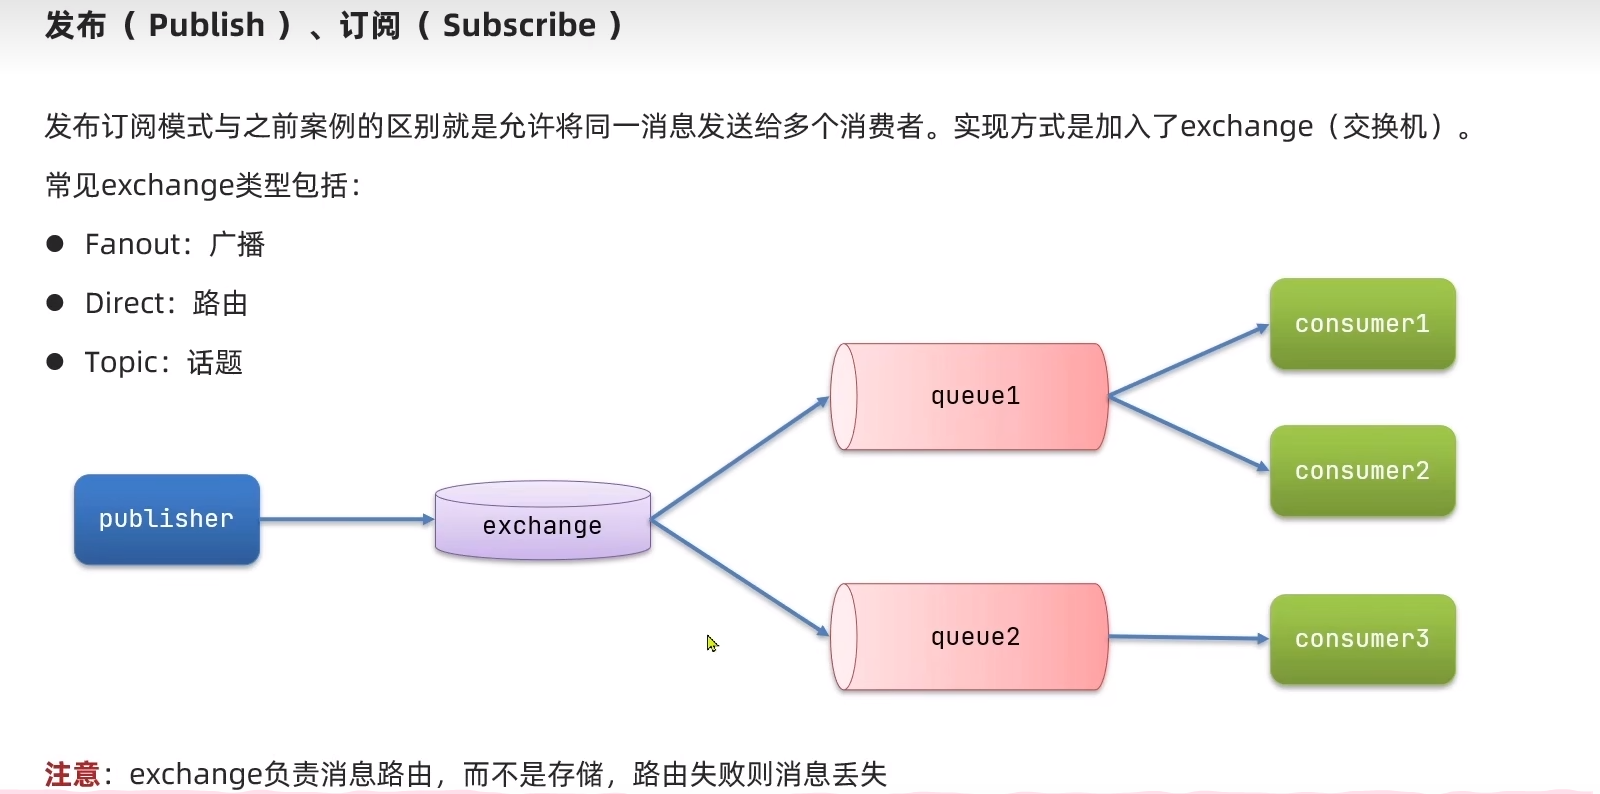 发布（Publish）、订阅（Subscribe）
发布订阅模式与之前案例的区别就是允许将同一消息发送给多个消费者。实现方式是加入了exchange（交换机）。
常见exchange类型包括：
● Fanout：广播
● Direct：路由
● Topic：话题
consumer1
queue1
consumer2
publisher
exchange
queue2
consumer3
注意：exchange负责消息路由，而不是存储，路由失败则消息丢失